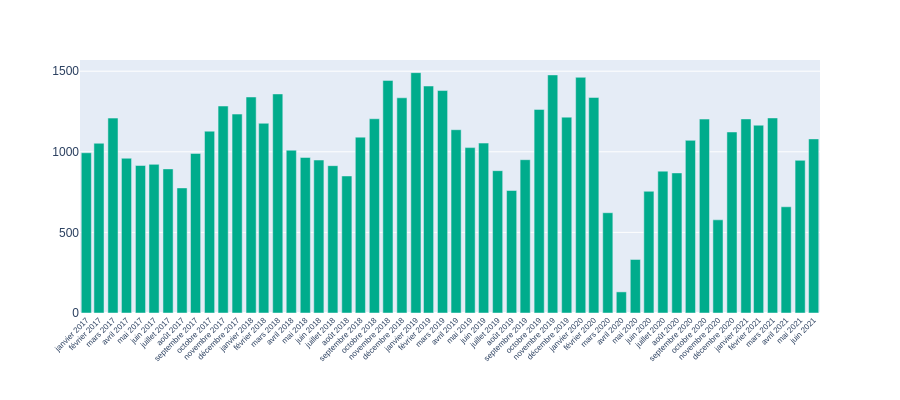 1500
1000
500
0
janvier 2017
février 2017
mars 2017
avril 2017
mai 2017
juin 2017
juillet 2017
août 2017
septembre 2017
octobre 2017
novembre 2017
décembre 2017
janvier 2018
février 2018
mars 2018
avril 2018
mai 2018
juin 2018
juillet 2018
août 2018
septembre 2018
octobre 2018
novembre 2018
décembre 2018
janvier 2019
février 2019
mars 2019
avril 2019
mai 2019
juin 2019
juillet 2019
août 2019
septembre 2019
octobre 2019
novembre 2019
décembre 2019
janvier 2020
février 2020
mars 2020
avril 2020
mai 2020
juin 2020
juillet 2020
août 2020
septembre 2020
octobre 2020
novembre 2020
décembre 2020
janvier 2021
février 2021
mars 2021
avril 2021
mai 2021
juin 2021